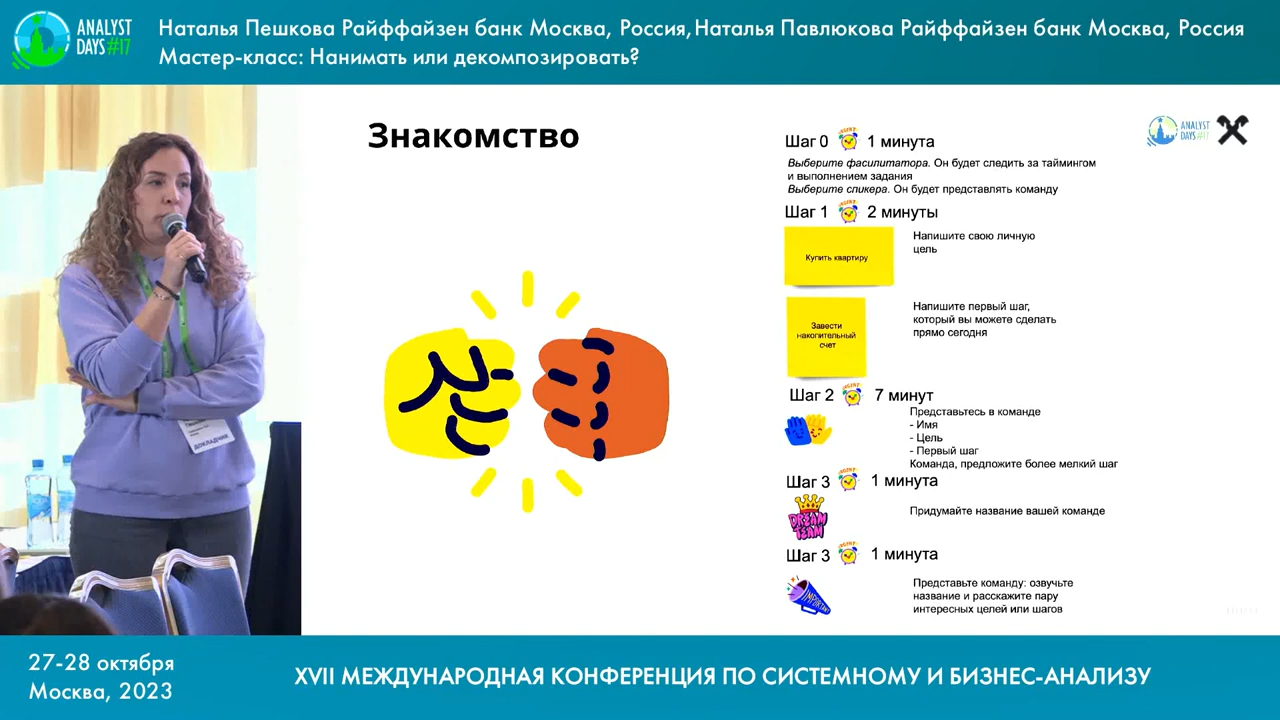 ANALYST
DAYS#17
Наталья Пешкова Райффайзен банк Москва, Россия,Наталья Павлюкова Райффайзен банк Москва, Россия
Мастер-класс: Нанимать или декомпозировать?
Знакомство
ANALYST
DAYS#17
Шаг 0 1 минута
Выберите фасилитатора. Он будет следить за таймингом
и выполнением задания
Выберите спикера. Он будет представлять команду
Шаг 1 2 минуты
Купить квартиру
Напишите свою личную
цель
Завести
накопительный
счет
Напишите первый шаг,
который вы можете сделать
прямо сегодня
Шаг 2 7 минут
Представьтесь в команде
- Имя
- Цель
- Первый шаг
Команда, предложите более мелкий шаг
Шаг 3 1 минута
DREAM
TEAM
Придумайте название вашей команде
Шаг 3 1 минута
IMPORTANT
Представьте команду: озвучьте
название и расскажите пару
интересных целей или шагов
ДОКЛАДЧИК
27-28 октября
Москва, 2023
XVII МЕЖДУНАРОДНАЯ КОНФЕРЕНЦИЯ ПО СИСТЕМНОМУ И БИЗНЕС-АНАЛИЗУ